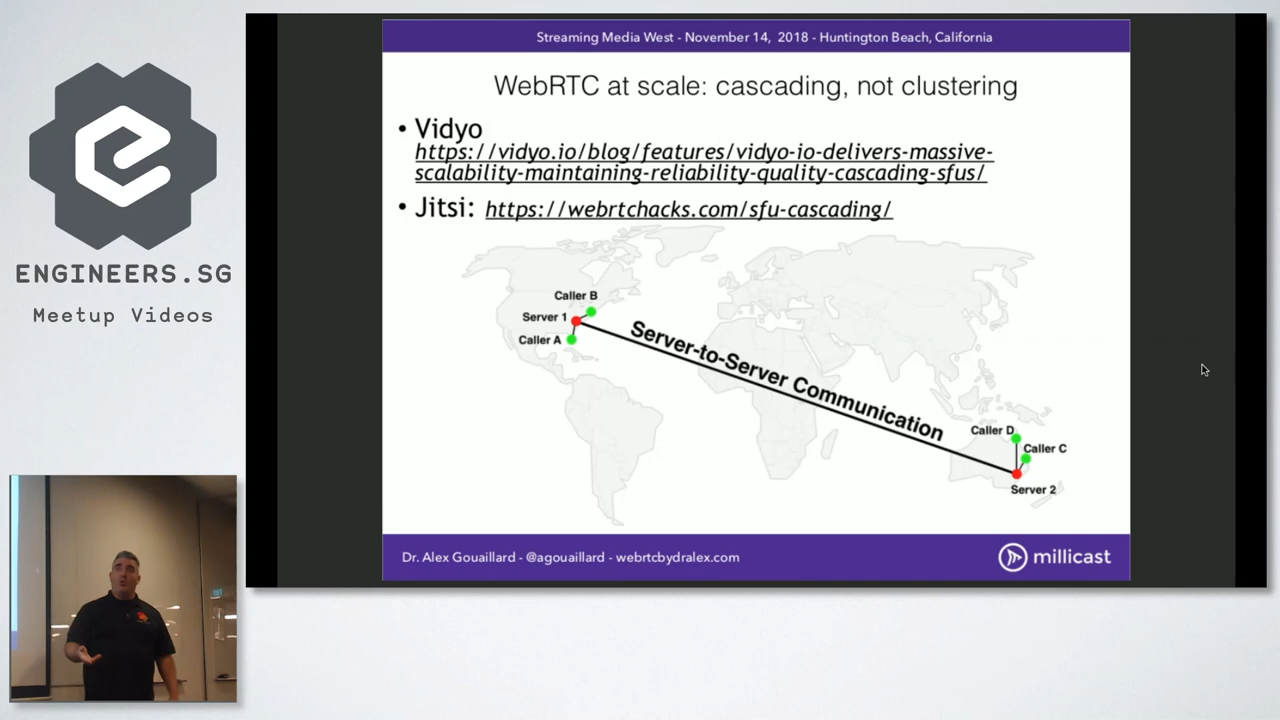 ENGINEERS.SG
Meetup Videos
Streaming Media West - November 14, 2018 - Huntington Beach, California
WebRTC at scale: cascading, not clustering
• Vidyo
https://vidyo.io/blog/features/vidyo-io-delivers-massive-
scalability-maintaining-reliability-quality-cascading-sfus/
• Jitsi: https://webrtchacks.com/sfu-cascading/
Caller B
Server 1
Caller A
Server-to-Server Communication
Caller D
Caller C
Server 2
Dr. Alex Gouaillard - @agouaillard - webrtcbydralex.com
millicast